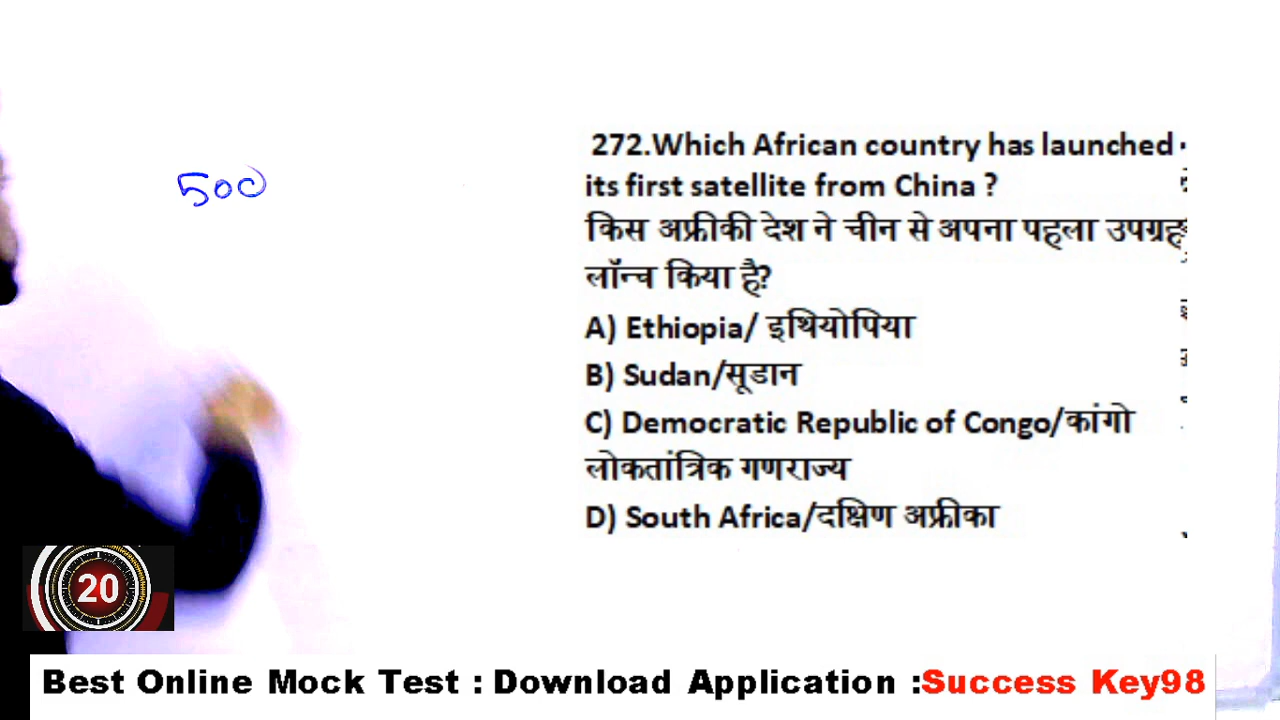 500
272.Which African country has launched
its first satellite from China ?
किस अफ्रीकी देश ने चीन से अपना पहला उपग्रह
लॉन्च किया है?
A) Ethiopia/ इथियोपिया
B) Sudan/सूडान
C) Democratic Republic of Congo/कांगो
लोकतांत्रिक गणराज्य
D) South Africa/दक्षिण अफ्रीका
20
Best Online Mock Test : Download Application :Success Key98